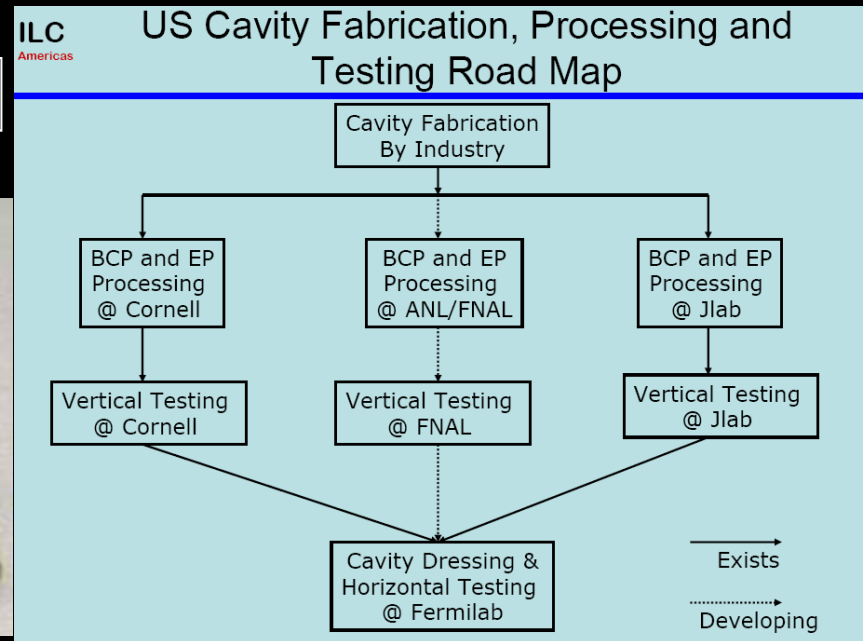 ILC
Americas
US Cavity Fabrication, Processing and
Testing Road Map
Cavity Fabrication
By Industry
BCP and EP
Processing
@ Cornell
BCP and EP
Processing
@ ANL/FNAL
BCP and EP
Processing
@ Jlab
Vertical Testing
@ Cornell
Vertical Testing
@ FNAL
Vertical Testing
@ Jlab
Cavity Dressing &
Horizontal Testing
@ Fermilab
Exists
Developing